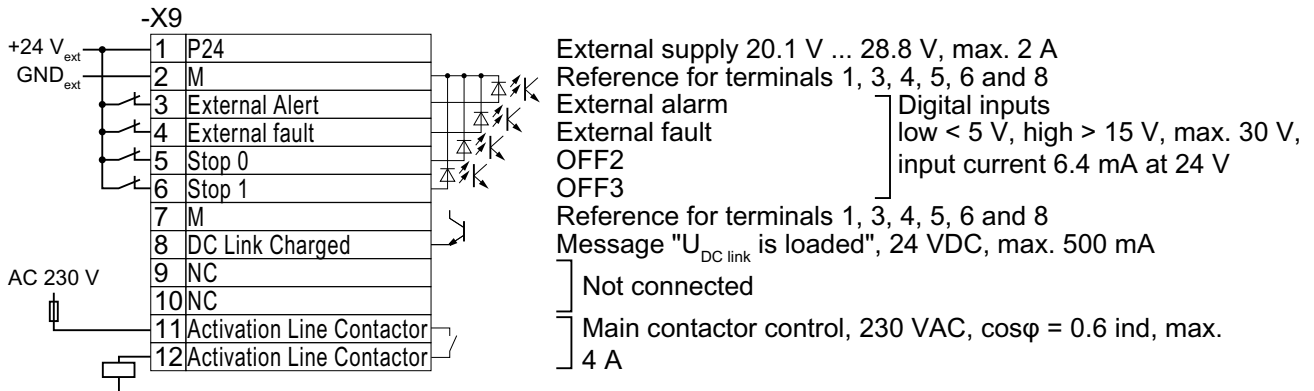 -X9
+24 Vext 1 P24 External supply 20.1 V ... 28.8 V, max. 2 A
GNDext 2 M Reference for terminals 1, 3, 4, 5, 6 and 8
3 External Alert External alarm Digital inputs
4 External fault External fault low < 5 V, high > 15 V, max. 30 V,
5 Stop 0 OFF2 input current 6.4 mA at 24 V
6 Stop 1 OFF3
7 M Reference for terminals 1, 3, 4, 5, 6 and 8
8 DC Link Charged Message "UDC link is loaded", 24 VDC, max. 500 mA
AC 230 V 9 NC Not connected
10 NC
11 Activation Line Contactor Main contactor control, 230 VAC, cosφ = 0.6 ind, max.
12 Activation Line Contactor 4 A